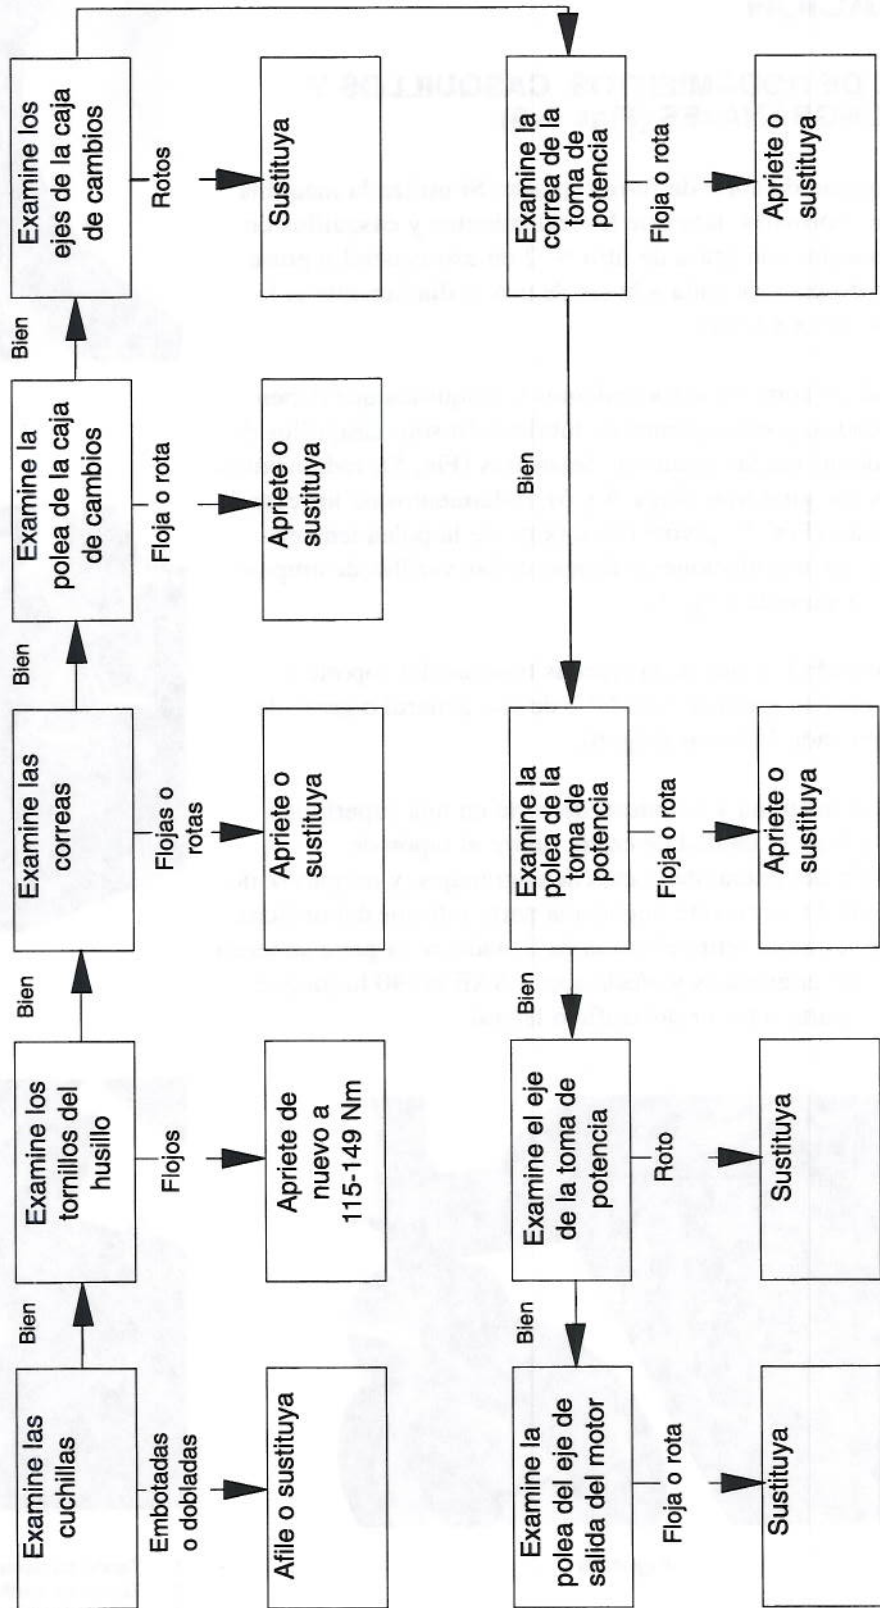 Examine las
cuchillas
Bien
Examine los
tornillos del
husillo
Bien
Examine las
correas
Bien
Examine la
polea de la caja
de cambios
Bien
Examine los
ejes de la caja
de cambios
Embotadas
o dobladas
Flojos
Flojas o
rotas
Floja o rota
Rotos
Afile o sustituya
Apriete de
nuevo a
115-149 Nm
Apriete o
sustituya
Apriete o
sustituya
Sustituya
Examine la
polea del eje de
salida del motor
Bien
Examine el eje
de la toma de
potencia
Bien
Examine la
polea de la
toma de
potencia
Bien
Examine la
correa de la
toma de
potencia
Floja o rota
Roto
Floja o rota
Floja o rota
Sustituya
Sustituya
Apriete o
sustituya
Apriete o
sustituya